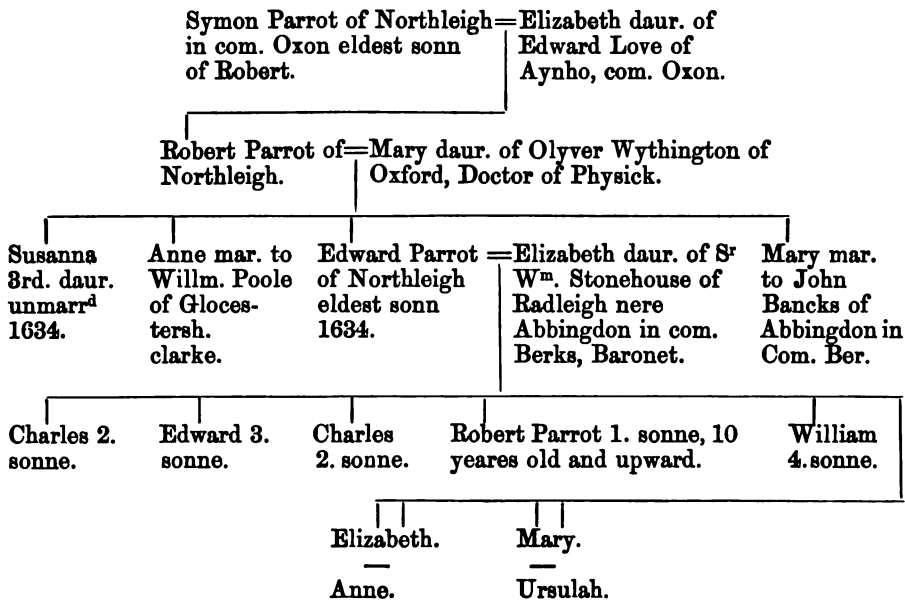 Symon Parrot of Northleigh=Elizabeth daur. of
in com. Oxon eldest sonn
of Robert.
Edward Love of
Aynho, com. Oxon.
Robert Parrot of=Mary daur. of Olyver Wythington of
Northleigh.
Oxford, Doctor of Physick.
Susanna
3rd. daur.
unmarrd
1634.
Anne mar. to
Willm. Poole
of Gloces-
tersh.
clarke.
Edward Parrot =Elizabeth daur. of Sr
of Northleigh
eldest sonn
1634.
Wm. Stonehouse of
Radleigh nere
Abbingdon in com.
Berks, Baronet.
Mary mar.
to John
Bancks of
Abbingdon in
Com. Ber.
Charles 2.
sonne.
Edward 3.
sonne.
Charles
2. sonne.
Robert Parrot 1. sonne, 10
yeares old and upward.
William
4. sonne.
Elizabeth.
Anne.
Mary.
Ursulah.